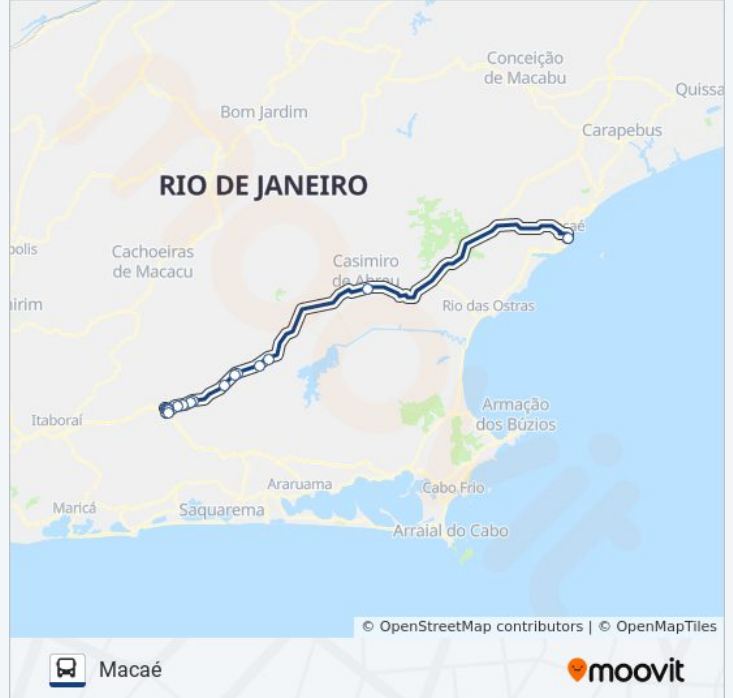 Conceição
de Macabu
Quissa
Bom Jardim
Carapebus
RIO DE JANEIRO
caé
polis
Cachoeiras
de Macacu
Casimiro
de Abreu
irim
Rio das Ostras
Itaboraí
Armação
dos Búzios
Araruama
Cabo Frio
Maricá
Saquarema
Arraial do Cabo
© OpenStreetMap contributors | © OpenMapTiles
Macaé
moovit